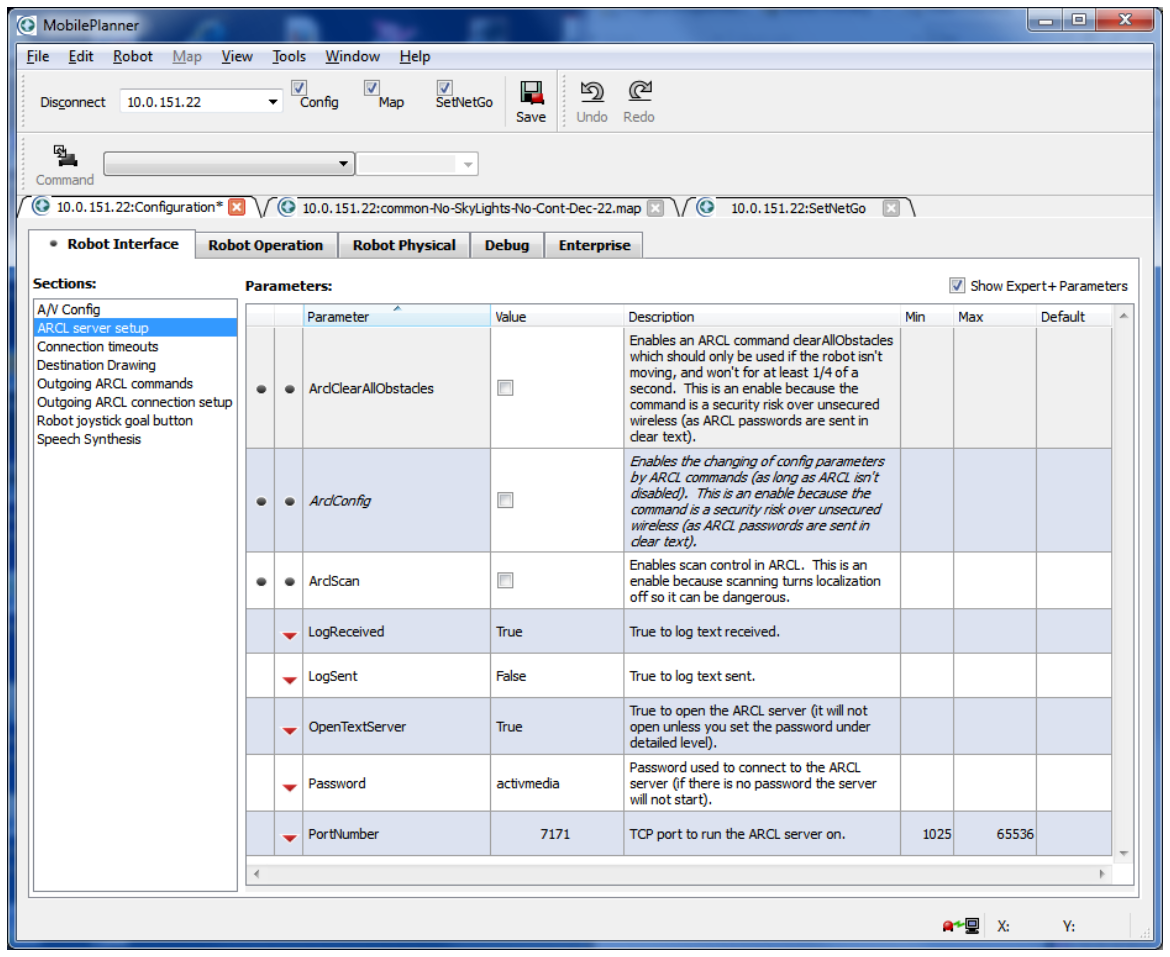 MobilePlanner
File Edit Robot Map View Tools Window Help
Disconnect 10.0.151.22 Config Map SetNetGo Save Undo Redo
Command
10.0.151.22:Configuration* 10.0.151.22:common-No-SkyLights-No-Cont-Dec-22.map 10.0.151.22:SetNetGo
Robot Interface Robot Operation Robot Physical Debug Enterprise
Sections:
A/V Config
ARCL server setup
Connection timeouts
Destination Drawing
Outgoing ARCL commands
Outgoing ARCL connection setup
Robot joystick goal button
Speech Synthesis
Parameters: Show Expert+ Parameters
Parameter Value Description Min Max Default
ArclClearAllObstacles
Enables an ARCL command clearAllObstacles
which should only be used if the robot isn't
moving, and won't for at least 1/4 of a
second. This is an enable because the
command is a security risk over unsecured
wireless (as ARCL passwords are sent in
clear text).
ArclConfig
Enables the changing of config parameters
by ARCL commands (as long as ARCL isn't
disabled). This is an enable because the
command is a security risk over unsecured
wireless (as ARCL passwords are sent in
clear text).
ArclScan
Enables scan control in ARCL. This is an
enable because scanning turns localization
off so it can be dangerous.
LogReceived True True to log text received.
LogSent False True to log text sent.
OpenTextServer True
True to open the ARCL server (it will not
open unless you set the password under
detailed level).
Password activmedia
Password used to connect to the ARCL
server (if there is no password the server
will not start).
PortNumber 7171 TCP port to run the ARCL server on. 1025 65536
X: Y: